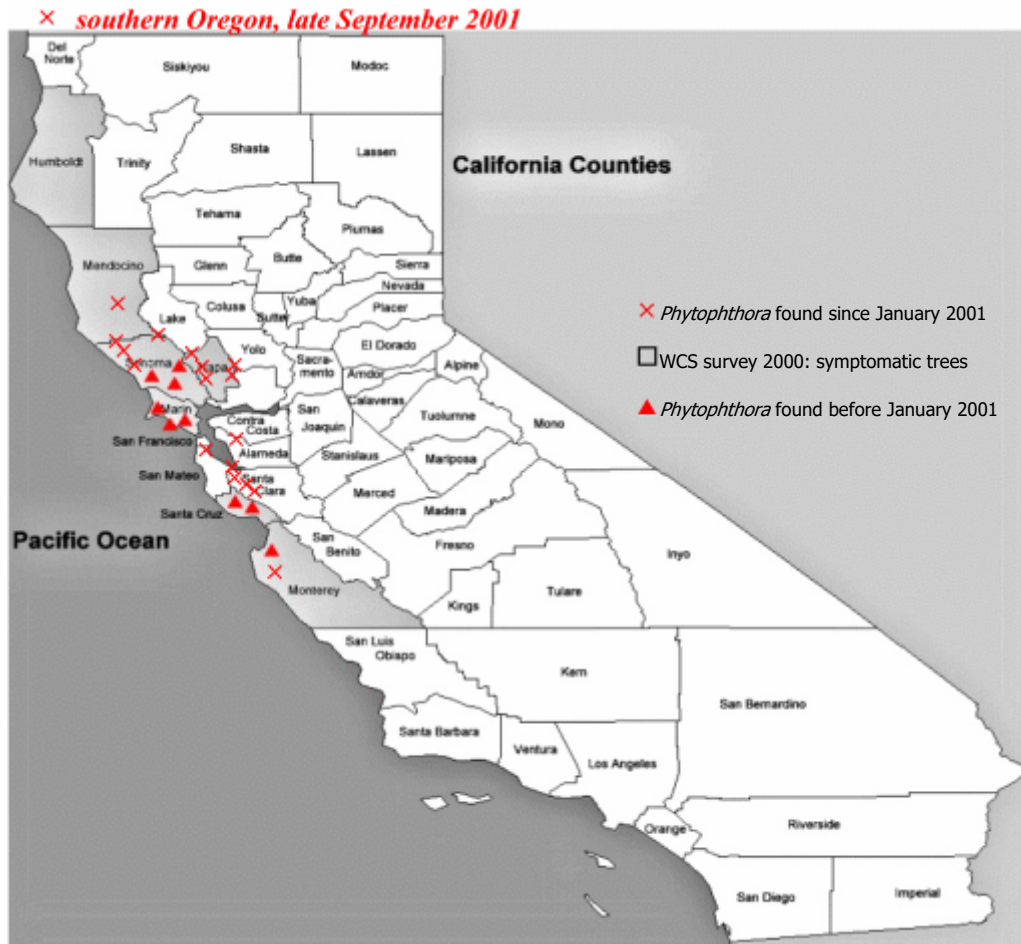 × southern Oregon, late September 2001
Del
Norte
Siskiyou
Modoc
Humboldt
Trinity
Shasta
Lassen
California Counties
Tehama
Plumas
Mendocino
Glenn
Butte
Sierra
Nevada
Yuba
Placer
Colusa
Lake
Sutter
Phytophthora found since January 2001
Yolo
El Dorado
Sonoma
Napa
Sacra-
mento
Alpine
WCS survey 2000: symptomatic trees
Amdor
Calaveras
Phytophthora found before January 2001
Marin
San
Joaquin
Tuolumne
Mono
Contra
Costa
San Francisco
Alameda
Stanislaus
Mariposa
San Mateo
Santa
Clara
Merced
Madera
Santa Cruz
Pacific Ocean
San
Benito
Fresno
Inyo
Monterey
Kings
Tulare
San Luis
Obispo
Kern
San Bernardino
Santa Barbara
Ventura
Los Angeles
Orange
Riverside
San Diego
Imperial